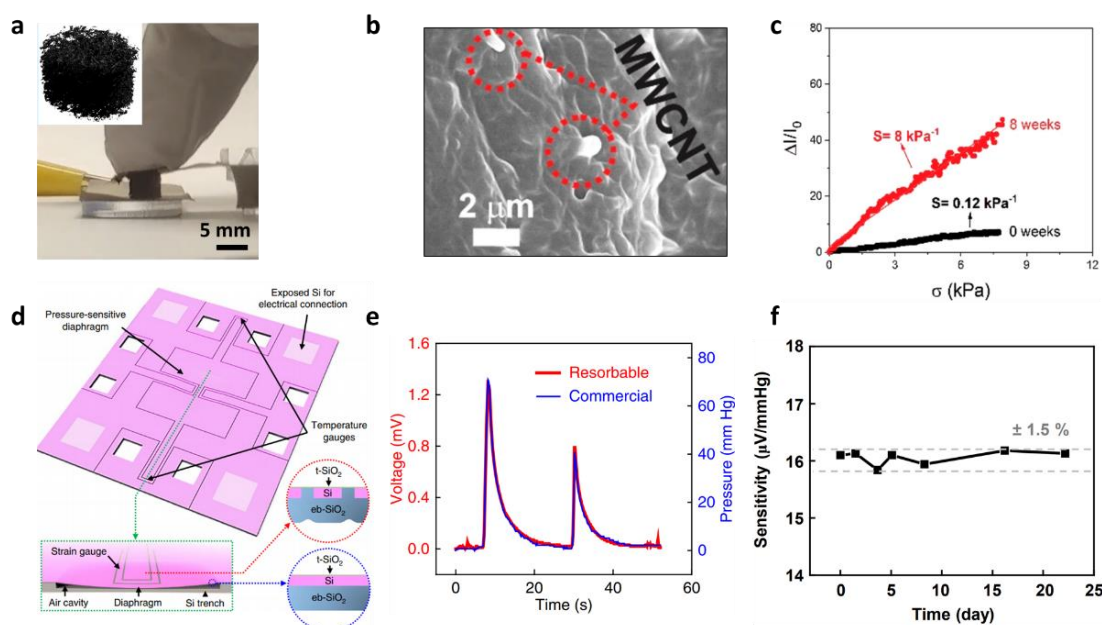 a
5 mm
b
MWCNT
2 μm
c
ΔI/I0
80
60
40
20
0
S= 8 kPa-1
8 weeks
S= 0.12 kPa-1
0 weeks
0 3 6 9 12
σ (kPa)
d
Exposed Si for
electrical connection
Pressure-sensitive
diaphragm
Temperature
gauges
t-SiO2
Si
eb-SiO2
Strain gauge
Air cavity
Diaphragm
Si trench
t-SiO2
Si
eb-SiO2
e
Voltage (mV)
1.6
1.2
0.8
0.4
0.0
Resorbable
Commercial
80
60
40
20
0
Pressure (mm Hg)
0 20 40 60
Time (s)
f
Sensitivity (μV/mmHg)
18
17
16
15
14
± 1.5 %
0 5 10 15 20 25
Time (day)